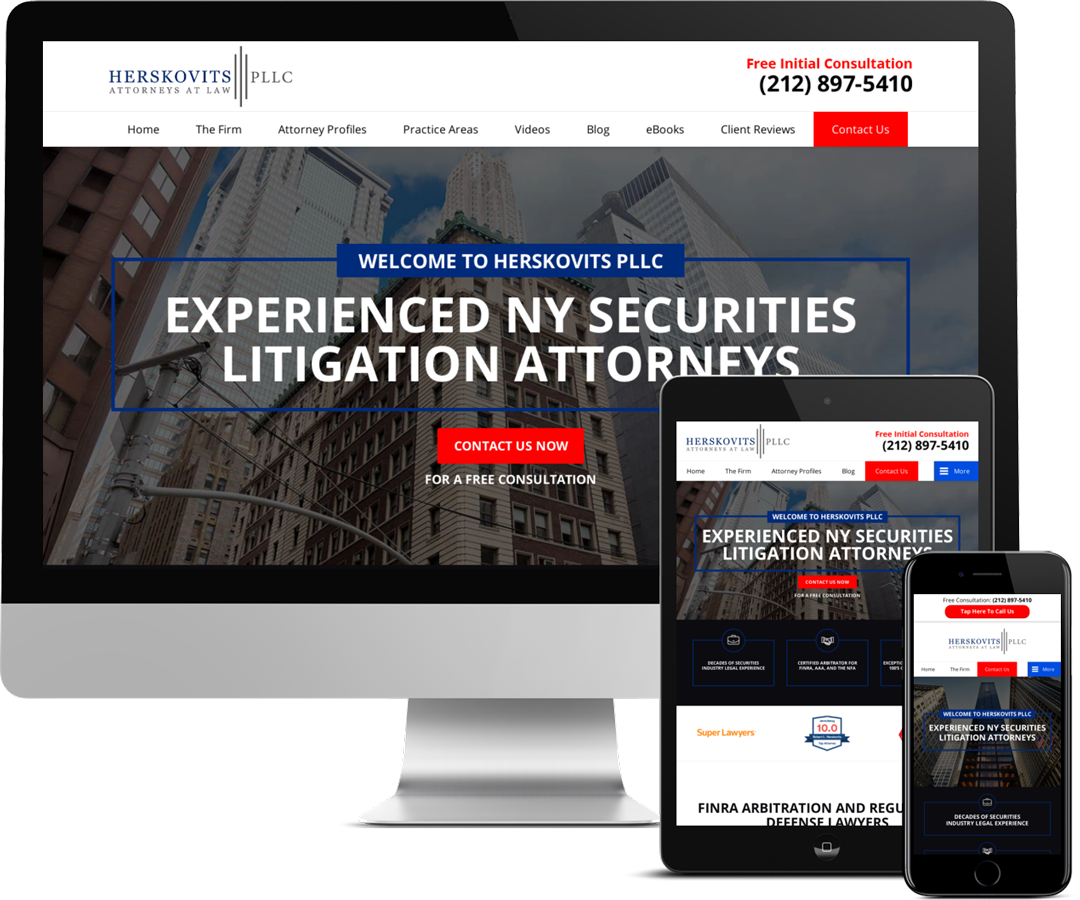 HERSKOVITS PLLC
ATTORNEYS AT LAW
Free Initial Consultation
(212) 897-5410
Home The Firm Attorney Profiles Practice Areas Videos Blog eBooks Client Reviews Contact Us
WELCOME TO HERSKOVITS PLLC
EXPERIENCED NY SECURITIES
LITIGATION ATTORNEYS
CONTACT US NOW
FOR A FREE CONSULTATION
HERSKOVITS PLLC
ATTORNEYS AT LAW
Free Initial Consultation
(212) 897-5410
Home The Firm Attorney Profiles Blog Contact Us More
WELCOME TO HERSKOVITS PLLC
EXPERIENCED NY SECURITIES
LITIGATION ATTORNEYS
CONTACT US NOW
FOR A FREE CONSULTATION
DECADES OF SECURITIES
INDUSTRY LEGAL EXPERIENCE
CERTIFIED ARBITRATOR FOR
FINRA, AAA, AND THE NFA
Super Lawyers
10.0
Top Attorney
FINRA ARBITRATION AND REGU
DEFENSE LAWYERS
Free Consultation: (212) 897-5410
Tap Here To Call Us
HERSKOVITS PLLC
ATTORNEYS AT LAW
Home The Firm Contact Us More
WELCOME TO HERSKOVITS PLLC
EXPERIENCED NY SECURITIES
LITIGATION ATTORNEYS
DECADES OF SECURITIES
INDUSTRY LEGAL EXPERIENCE